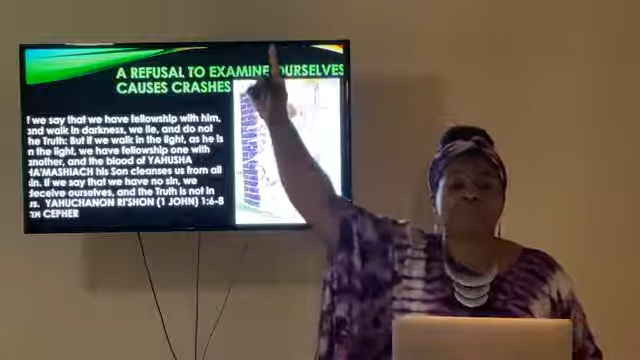 A REFUSAL TO EXAMINE OURSELVES
CAUSES CRASHES
f we say that we have fellowship with him,
and walk in darkness, we lie, and do not
he Truth: But if we walk in the light, as he is
n the light, we have fellowship one with
nother, and the blood of YAHUSHA
HA'MASHIACH his Son cleanses us from all
in. If we say that we have no sin, we
eceive ourselves, and the Truth is not in
us. YAHUCHANON RI'SHON (1 JOHN) 1:6-8
CEPHER